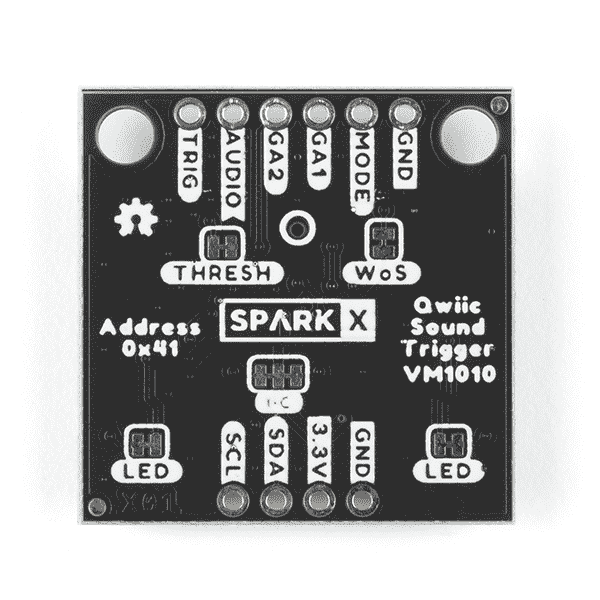 TRIG
AUDIO
GA2
GA1
MODE
GND
THRESH
WoS
SPARK X
Address
0x41
Qwiic
Sound
Trigger
VM1010
I²C
LED
SCL
SDA
3.3V
GND
LED
X01